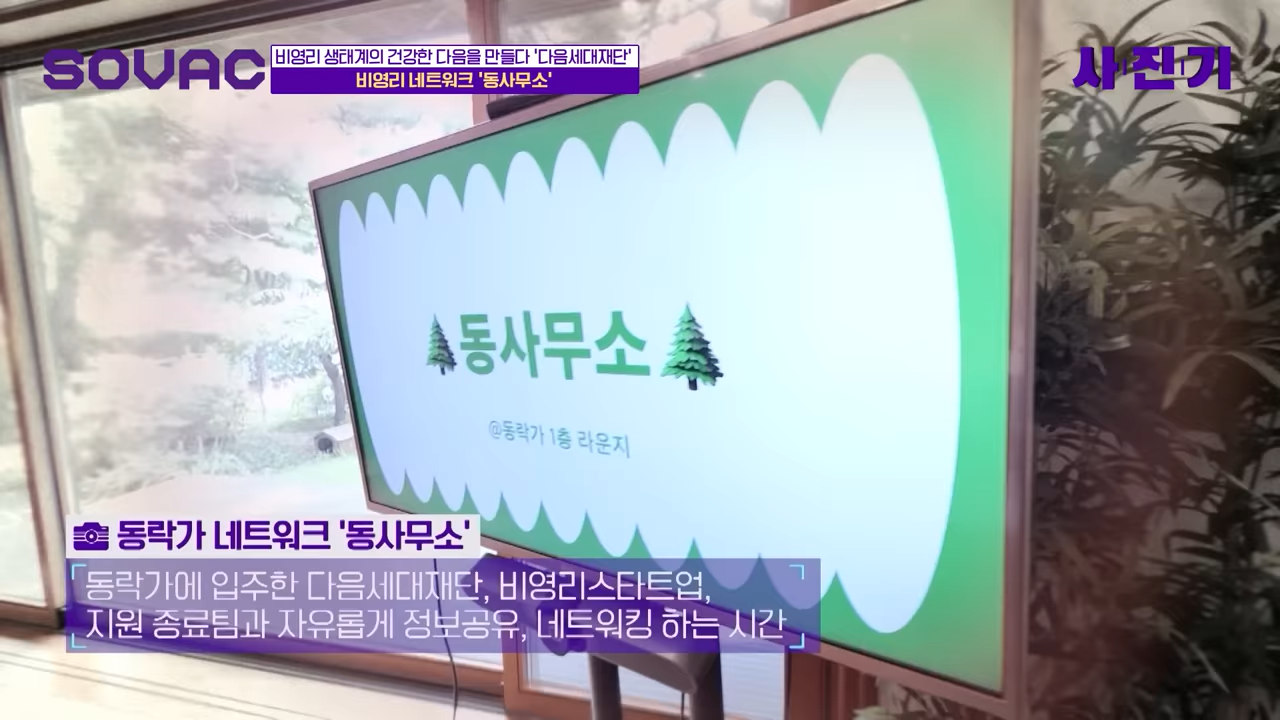 SOVAC
비영리 생태계의 건강한 다음을 만들다 '다음세대재단'
비영리 네트워크 '동사무소'
사진기
동사무소
@동락가 1층 라운지
동락가 네트워크 '동사무소'
동락가에 입주한 다음세대재단, 비영리스타트업,
지원 종료팀과 자유롭게 정보공유, 네트워킹 하는 시간